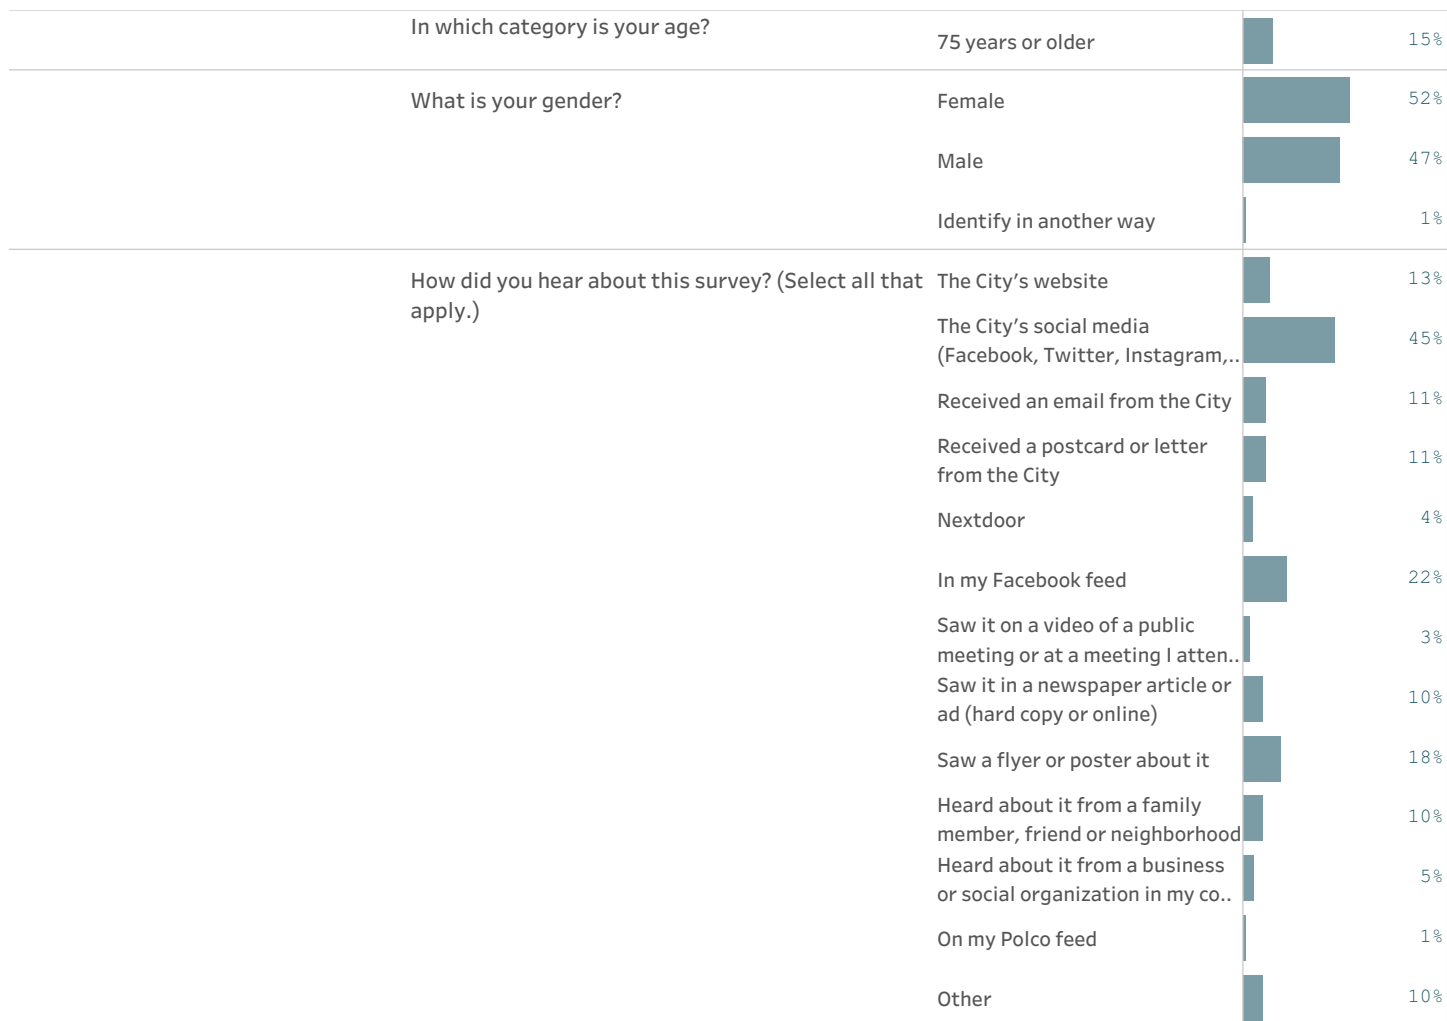 In which category is your age?
75 years or older 15%
What is your gender? Female 52%
Male 47%
Identify in another way 1%
How did you hear about this survey? (Select all that
apply.)
The City’s website 13%
The City’s social media
(Facebook, Twitter, Instagram,.. 45%
Received an email from the City 11%
Received a postcard or letter
from the City 11%
Nextdoor 4%
In my Facebook feed 22%
Saw it on a video of a public
meeting or at a meeting I atten.. 3%
Saw it in a newspaper article or
ad (hard copy or online) 10%
Saw a flyer or poster about it 18%
Heard about it from a family
member, friend or neighborhood 10%
Heard about it from a business
or social organization in my co.. 5%
On my Polco feed 1%
Other 10%